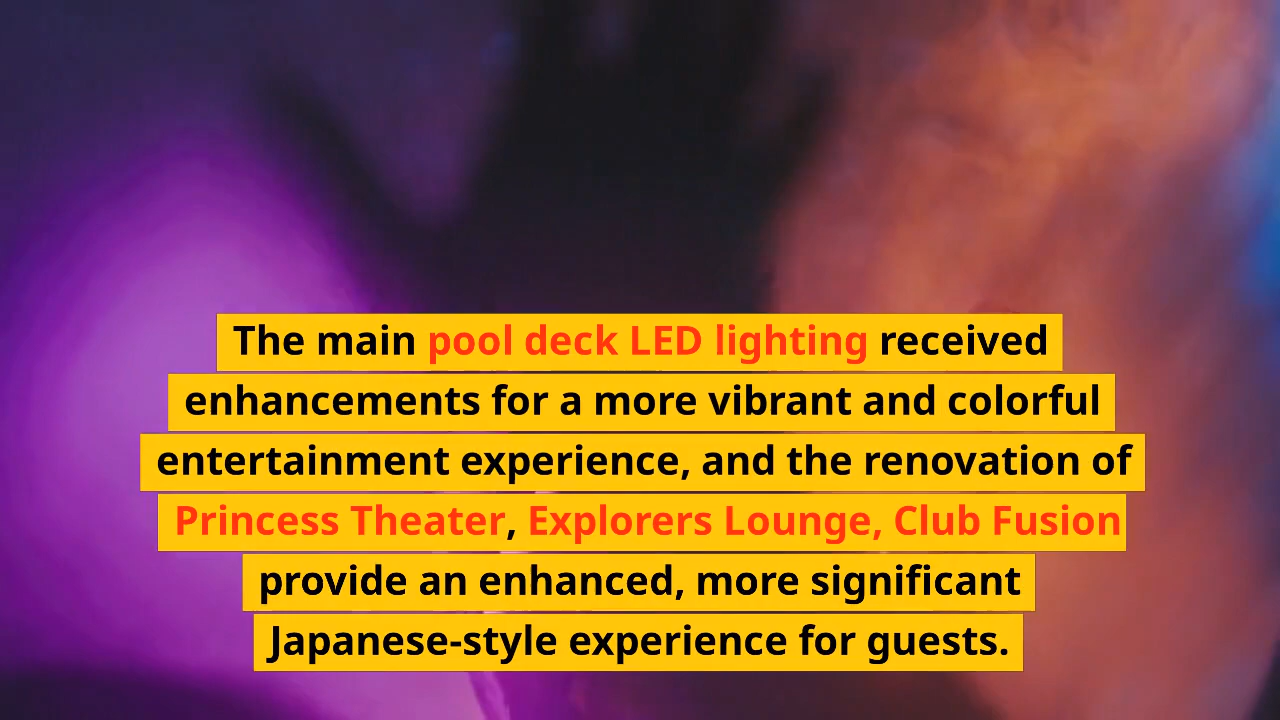 The main pool deck LED lighting received
enhancements for a more vibrant and colorful
entertainment experience, and the renovation of
Princess Theater, Explorers Lounge, Club Fusion
provide an enhanced, more significant
Japanese-style experience for guests.